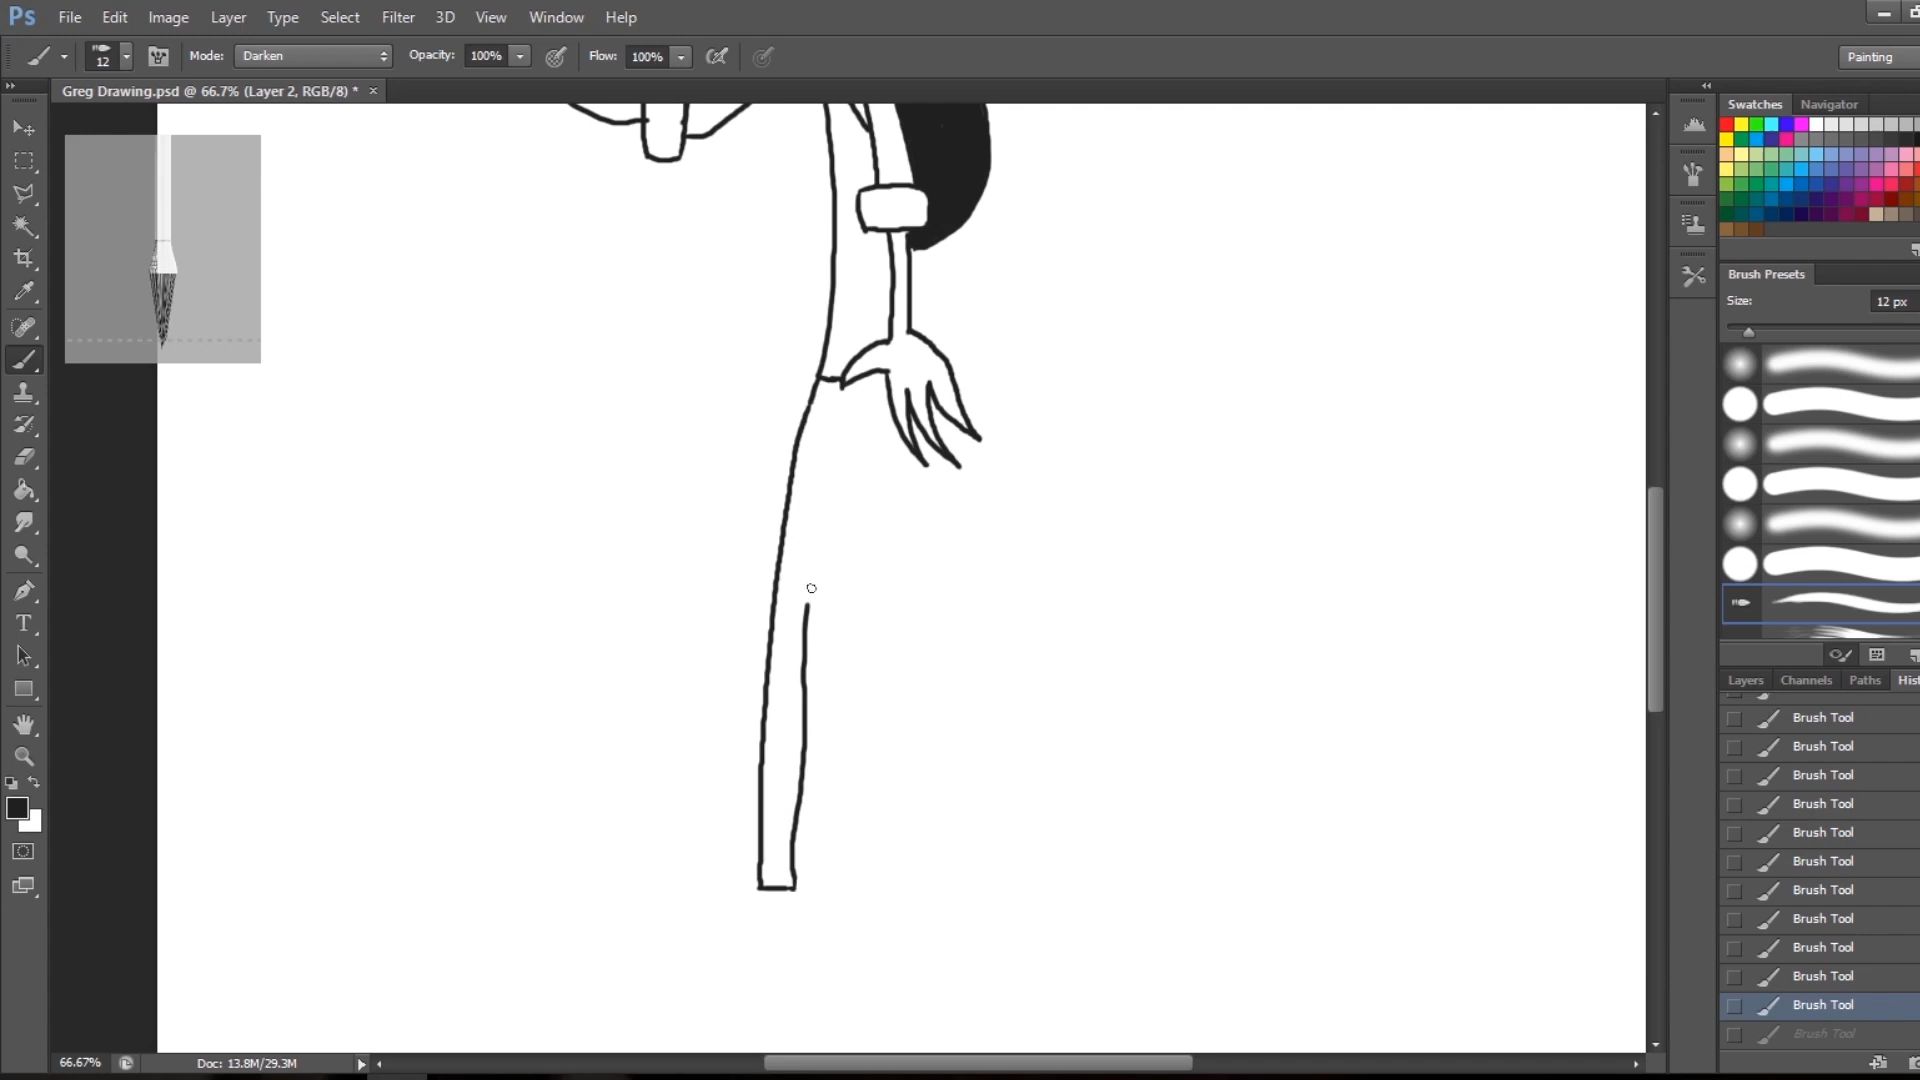 Ps File Edit Image Layer Type Select Filter 3D View Window Help
12 Mode: Darken Opacity: 100% Flow: 100% Painting
Greg Drawing.psd @ 66.7% (Layer 2, RGB/8) * ×
Swatches Navigator
Brush Presets
Size: 12 px
T
Layers Channels Paths Hist
Brush Tool
Brush Tool
Brush Tool
Brush Tool
Brush Tool
Brush Tool
Brush Tool
Brush Tool
Brush Tool
Brush Tool
Brush Tool
Brush Tool
66.67% Doc: 13.8M/29.3M